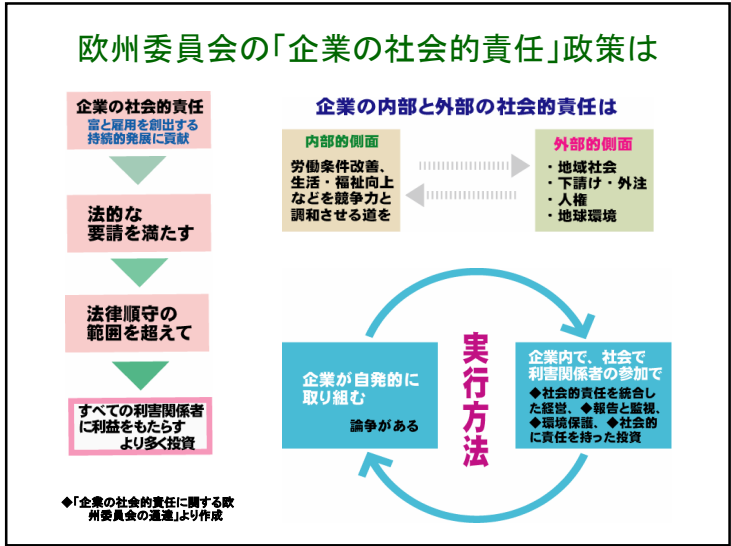 欧州委員会の「企業の社会的責任」政策は
企業の社会的責任
富と雇用を創出する
持続的発展に貢献
法的な
要請を満たす
法律順守の
範囲を超えて
すべての利害関係者
に利益をもたらす
より多く投資
◆「企業の社会的責任に関する欧
州委員会の通達」より作成
企業の内部と外部の社会的責任は
内部的側面
労働条件改善、
生活・福祉向上
などを競争力と
調和させる道を
外部的側面
・地域社会
・下請け・外注
・人権
・地球環境
実行方法
企業が自発的に
取り組む
論争がある
企業内で、社会で
利害関係者の参加で
◆社会的責任を統合し
た経営、◆報告と監視、
◆環境保護、◆社会的
に責任を持った投資